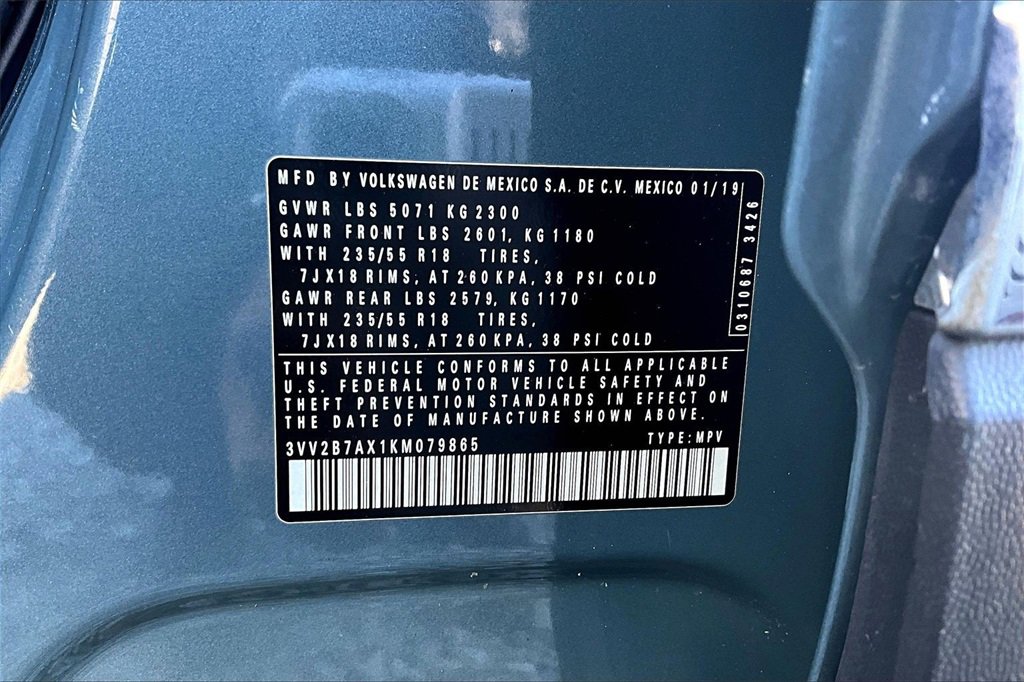 MFD BY VOLKSWAGEN DE MEXICO S.A. DE C.V. MEXICO 01/19
GVWR LBS 5071 KG 2300
GAWR FRONT LBS 2601, KG 1180
WITH 235/55 R18 TIRES,
7JX18 RIMS, AT 260 KPA, 38 PSI COLD
GAWR REAR LBS 2579, KG 1170
WITH 235/55 R18 TIRES,
7JX18 RIMS, AT 260 KPA, 38 PSI COLD
0310687 3426
THIS VEHICLE CONFORMS TO ALL APPLICABLE
U.S. FEDERAL MOTOR VEHICLE SAFETY AND
THEFT PREVENTION STANDARDS IN EFFECT ON
THE DATE OF MANUFACTURE SHOWN ABOVE.
3VV2B7AX1KM079865 TYPE: MPV